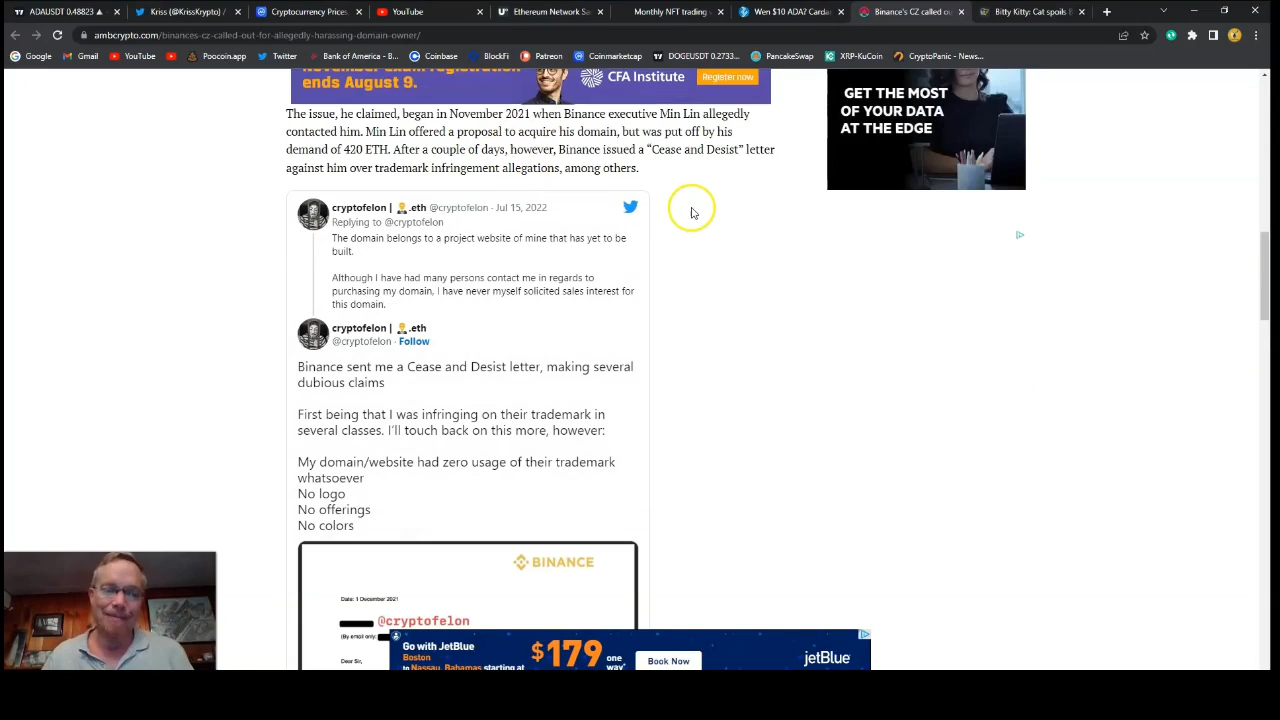 ADAUSDT 0.48823 ▲
Kriss (@KrissKrypto) /
Cryptocurrency Prices,
YouTube
Ethereum Network Se
Monthly NFT trading v
Wen $10 ADA? Cardan
Binance's CZ called ou
Bitty Kitty: Cat spoils B
ambcrypto.com/binances-cz-called-out-for-allegedly-harassing-domain-owner/
Google
Gmail
YouTube
Poocoin.app
Twitter
Bank of America – B...
Coinbase
BlockFi
Patreon
Coinmarketcap
DOGEUSDT 0.2733...
PancakeSwap
XRP-KuCoin
CryptoPanic - News...
ends August 9.
CFA Institute
Register now
GET THE MOST
OF YOUR DATA
AT THE EDGE
The issue, he claimed, began in November 2021 when Binance executive Min Lin allegedly
contacted him. Min Lin offered a proposal to acquire his domain, but was put off by his
demand of 420 ETH. After a couple of days, however, Binance issued a “Cease and Desist” letter
against him over trademark infringement allegations, among others.
cryptofelon | .eth @cryptofelon · Jul 15, 2022
Replying to @cryptofelon
The domain belongs to a project website of mine that has yet to be
built.
Although I have had many persons contact me in regards to
purchasing my domain, I have never myself solicited sales interest for
this domain.
cryptofelon | .eth
@cryptofelon · Follow
Binance sent me a Cease and Desist letter, making several
dubious claims
First being that I was infringing on their trademark in
several classes. I'll touch back on this more, however:
My domain/website had zero usage of their trademark
whatsoever
No logo
No offerings
No colors
BINANCE
Date: 1 December 2021
@cryptofelon
(By email only:
Dear Sir,
Go with JetBlue
Boston
to Nassau, Bahamas starting at
$179
one
way*
Book Now
jetBlue